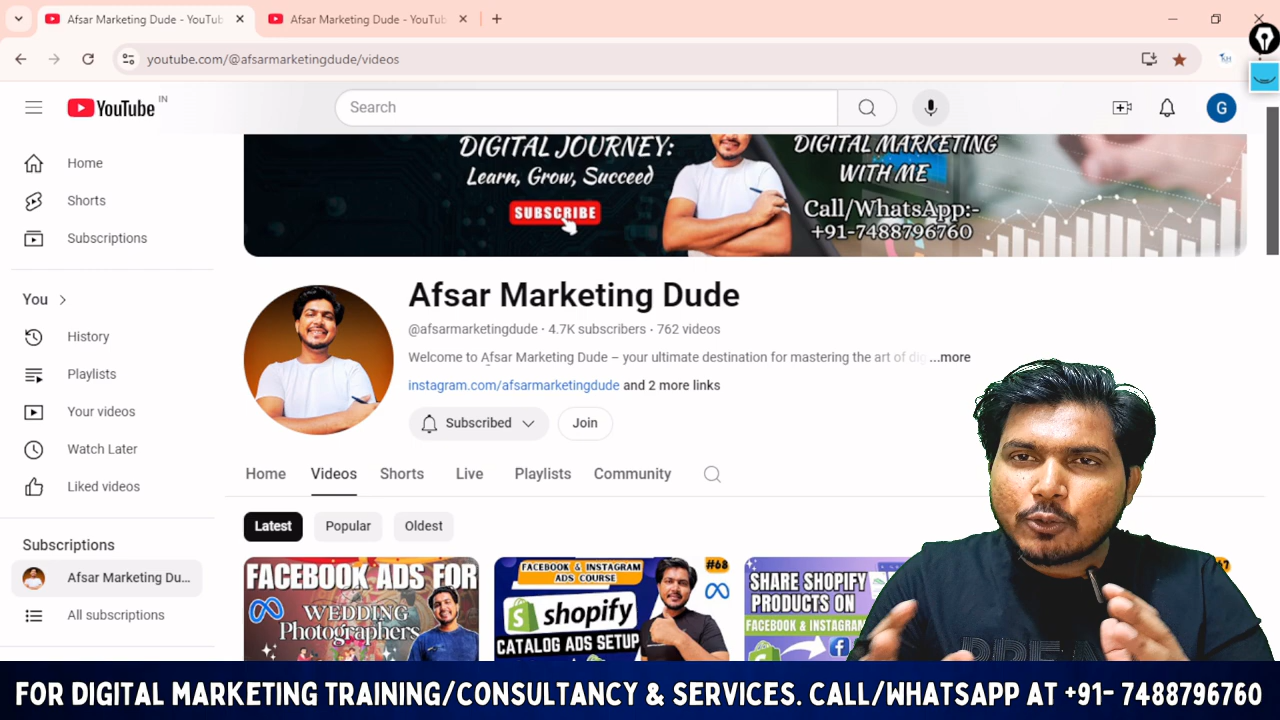 Afsar Marketing Dude - YouTub
Afsar Marketing Dude - YouTub
youtube.com/@afsarmarketingdude/videos
YouTube IN
Search
G
Home
Shorts
Subscriptions
You
History
Playlists
Your videos
Watch Later
Liked videos
Subscriptions
Afsar Marketing Du...
All subscriptions
DIGITAL JOURNEY:
Learn, Grow, Succeed
SUBSCRIBE
DIGITAL MARKETING
WITH ME
Call/WhatsApp:-
+91-7488796760
Afsar Marketing Dude
@afsarmarketingdude · 4.7K subscribers · 762 videos
Welcome to Afsar Marketing Dude – your ultimate destination for mastering the art of dig ...more
instagram.com/afsarmarketingdude and 2 more links
Subscribed
Join
Home Videos Shorts Live Playlists Community
Latest Popular Oldest
FACEBOOK ADS FOR
WEDDING
Photographers
FACEBOOK & INSTAGRAM
ADS COURSE
#68
shopify
CATALOG ADS SETUP
SHARE SHOPIFY
PRODUCTS ON
FACEBOOK & INSTAGRAM
FOR DIGITAL MARKETING TRAINING/CONSULTANCY & SERVICES. CALL/WHATSAPP AT +91- 7488796760